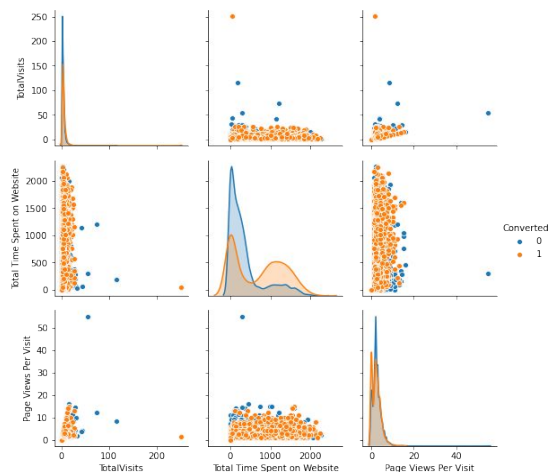 TotalVisits
250
200
150
100
50
0
Total Time Spent on Website
2000
1500
1000
500
0
Converted
0
1
Page Views Per Visit
50
40
30
20
10
0
0 100 200
0 1000 2000
0 20 40
TotalVisits Total Time Spent on Website Page Views Per Visit